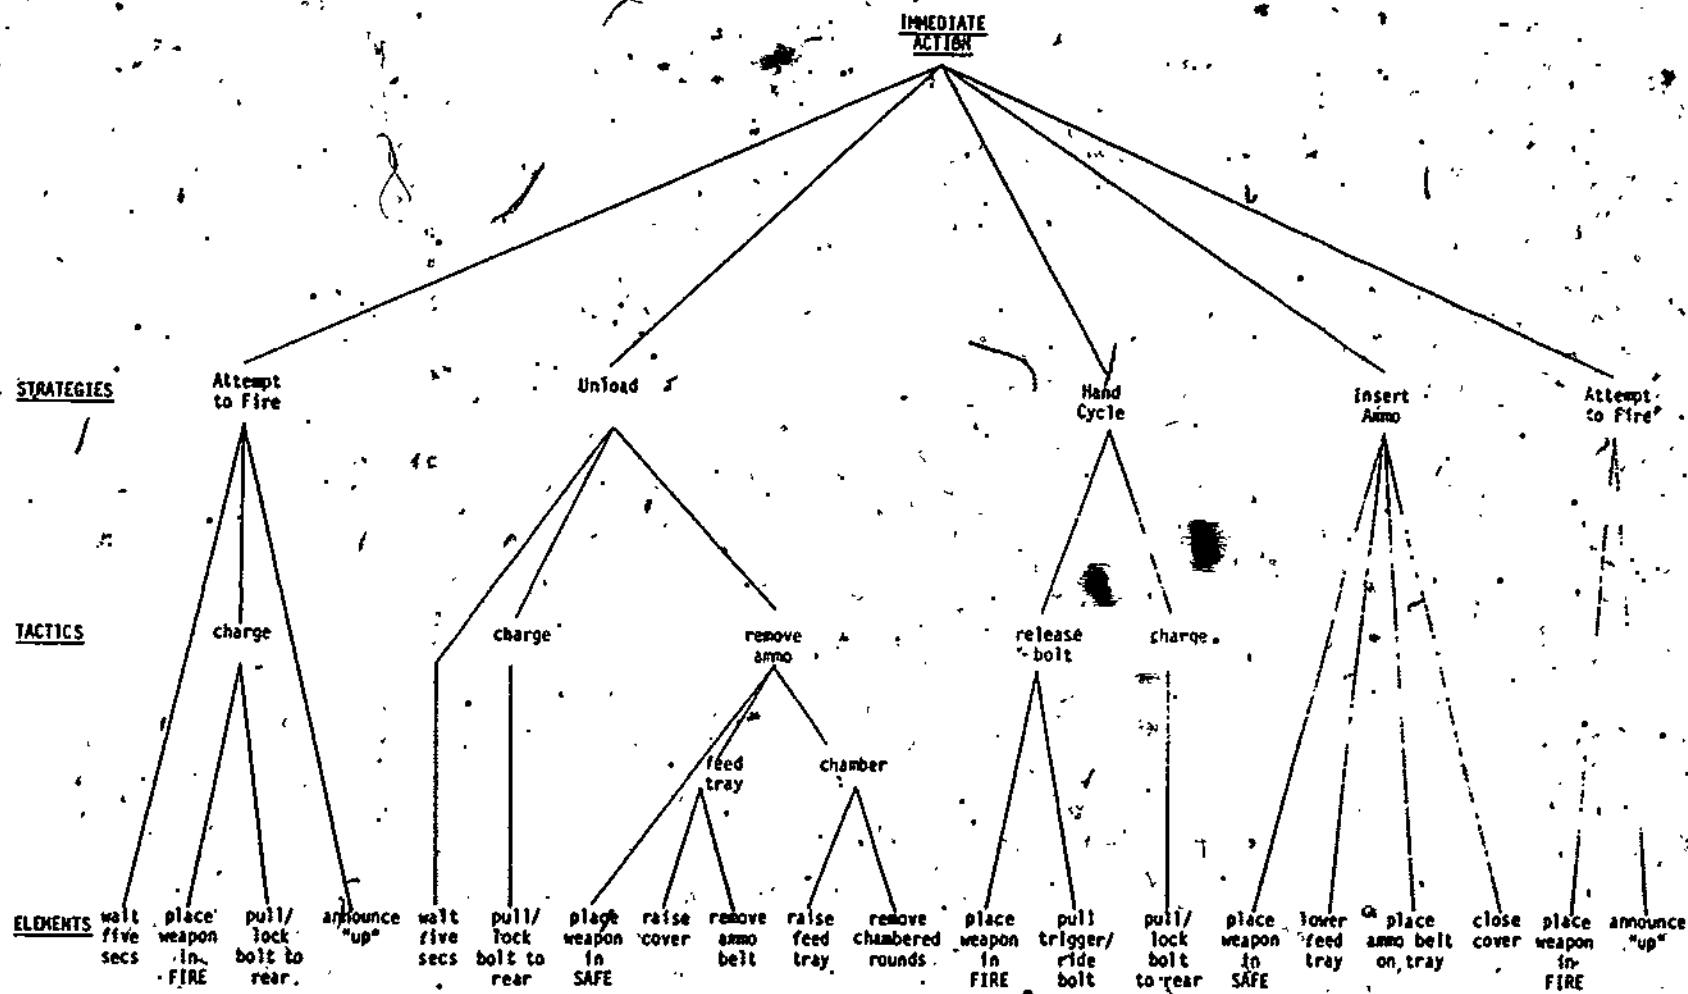 IMMEDIATE
ACTION
STRATEGIES
Attempt
to Fire
Unload
Hand
Cycle
Insert
Ammo
Attempt
to Fire
TACTICS
charge
charge
remove
ammo
release
bolt
charge
feed
tray
chamber
ELEMENTS
wait
five
secs
place
weapon
in
FIRE
pull/
lock
bolt to
rear
announce
"up"
wait
five
secs
pull/
lock
bolt to
rear
place
weapon
in
SAFE
raise
cover
remove
ammo
belt
raise
feed
tray
remove
chambered
rounds
place
weapon
in
FIRE
pull
trigger/
ride
bolt
pull/
lock
bolt
to rear
place
weapon
in
SAFE
lower
feed
tray
place
ammo belt
on tray
close
cover
place
weapon
in
FIRE
announce
"up"